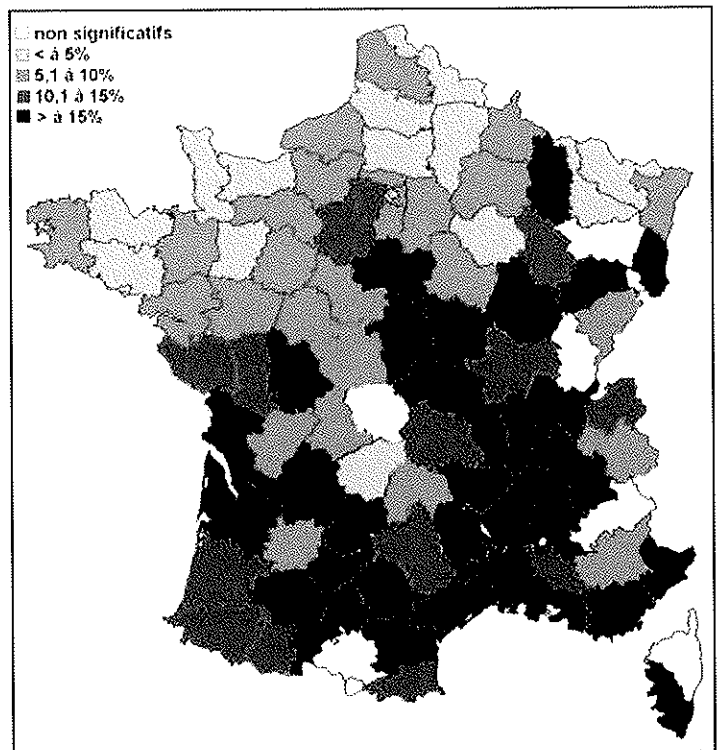 non significatifs
< à 5%
5,1 à 10%
10,1 à 15%
> à 15%